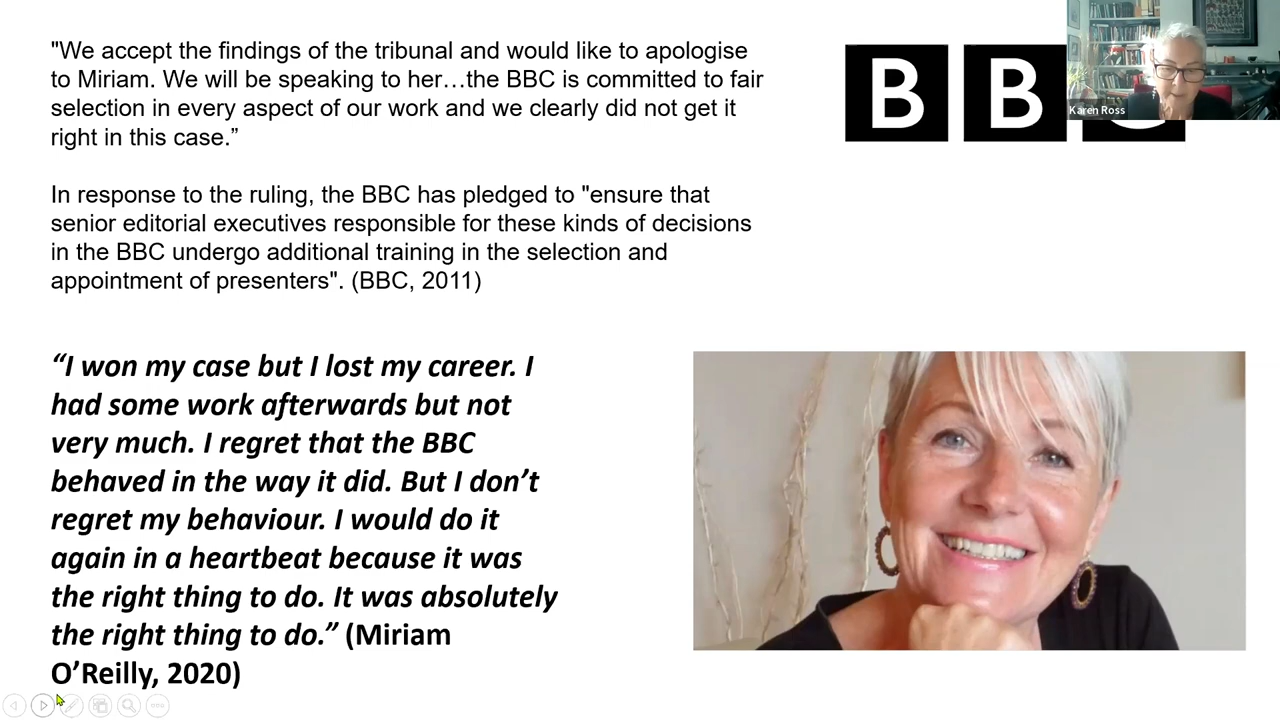 "We accept the findings of the tribunal and would like to apologise
to Miriam. We will be speaking to her…the BBC is committed to fair
selection in every aspect of our work and we clearly did not get it
right in this case.”
In response to the ruling, the BBC has pledged to "ensure that
senior editorial executives responsible for these kinds of decisions
in the BBC undergo additional training in the selection and
appointment of presenters". (BBC, 2011)
“I won my case but I lost my career. I
had some work afterwards but not
very much. I regret that the BBC
behaved in the way it did. But I don’t
regret my behaviour. I would do it
again in a heartbeat because it was
the right thing to do. It was absolutely
the right thing to do.” (Miriam
O’Reilly, 2020)
B B C
Karen Ross